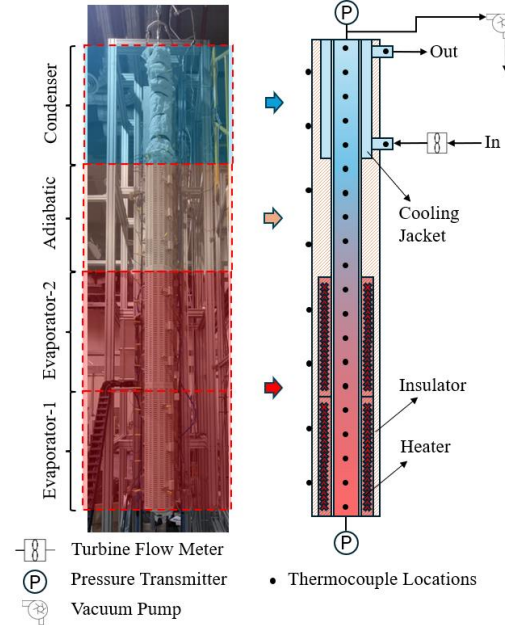 P
Condenser
Adiabatic
Evaporator-2
Evaporator-1
Out
In
Cooling
Jacket
Insulator
Heater
P
Turbine Flow Meter
P Pressure Transmitter
• Thermocouple Locations
Vacuum Pump